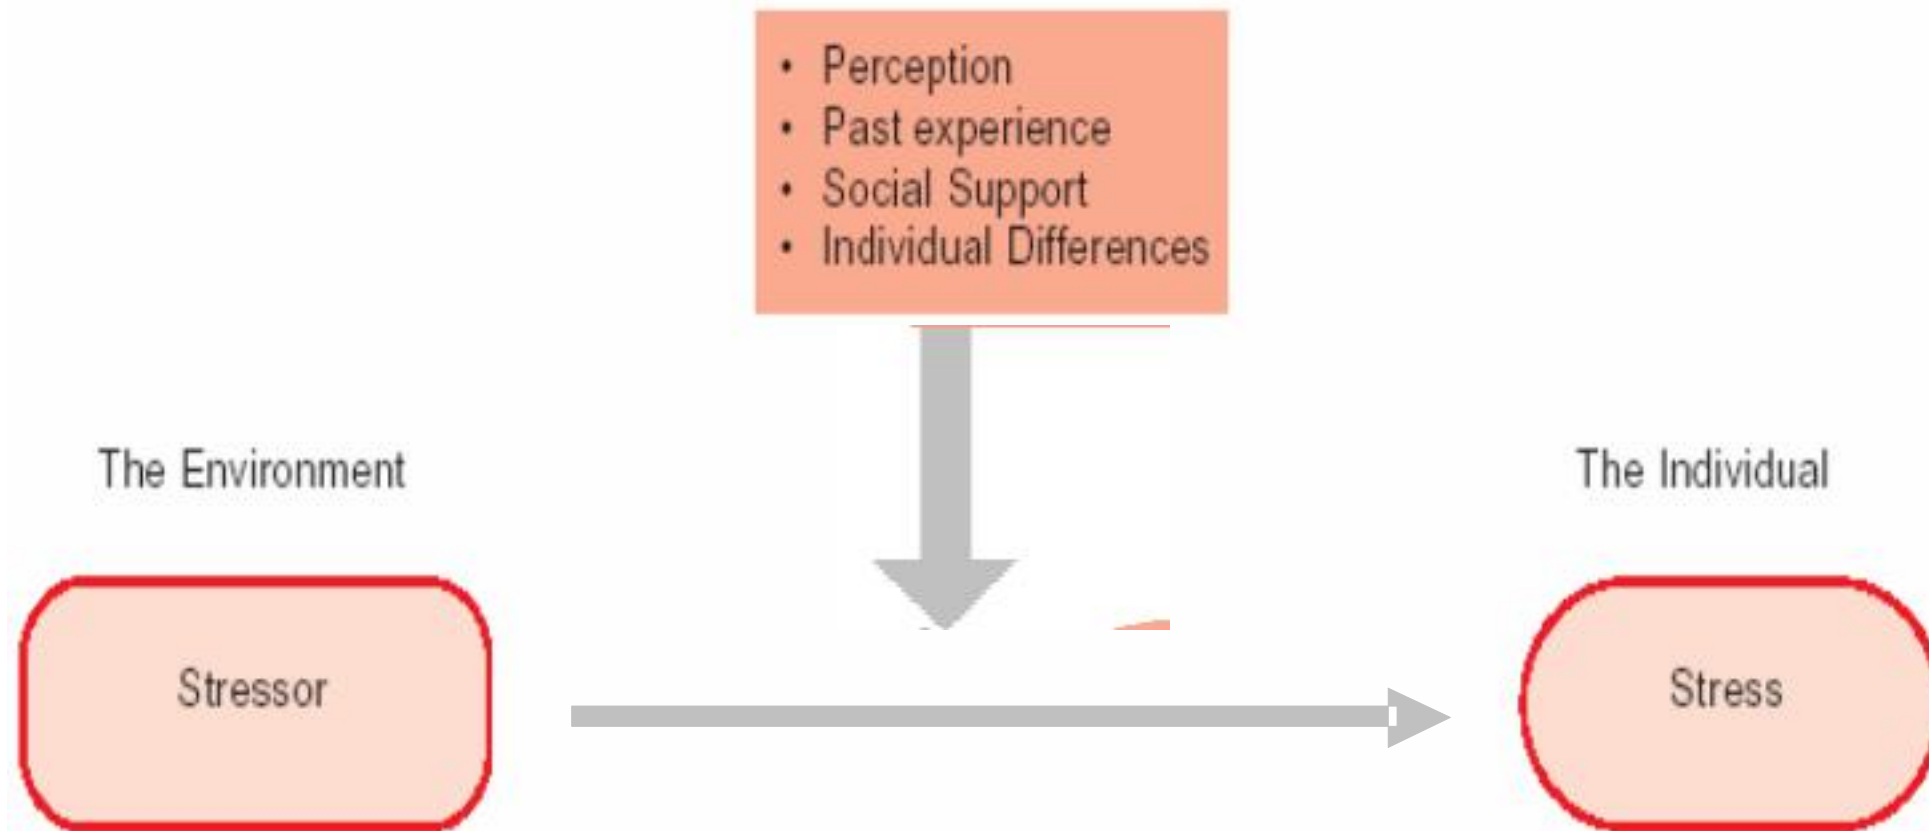 • Perception
• Past experience
• Social Support
• Individual Differences
The Environment
The Individual
Stressor
Stress